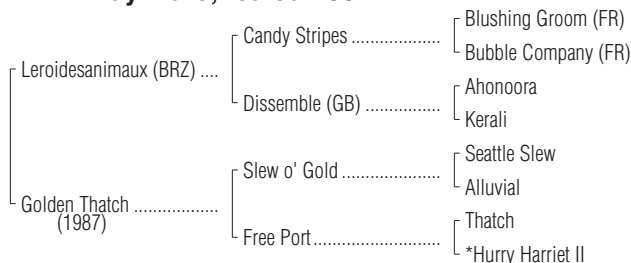 Blushing Groom (FR)
Candy Stripes ....................
Bubble Company (FR)
Leroidesanimaux (BRZ) ....
Ahonoora
Dissemble (GB) .................
Kerali
Seattle Slew
Slew o' Gold ......................
Alluvial
Golden Thatch ...................
(1987)
Thatch
Free Port.............................
*Hurry Harriet II